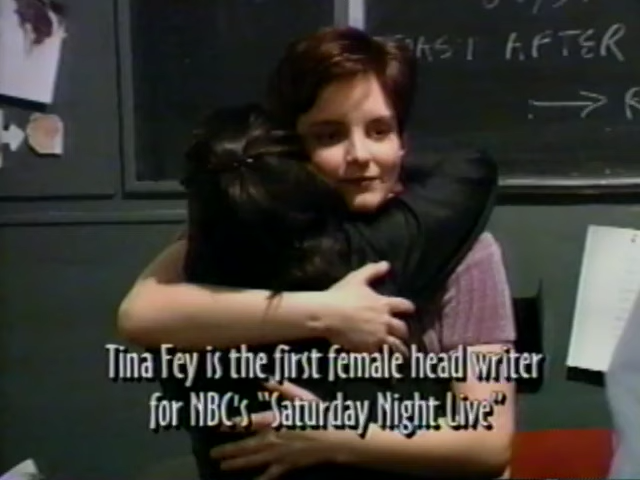 AFTER
Tina Fey is the first female head writer
for NBC's "Saturday Night Live"